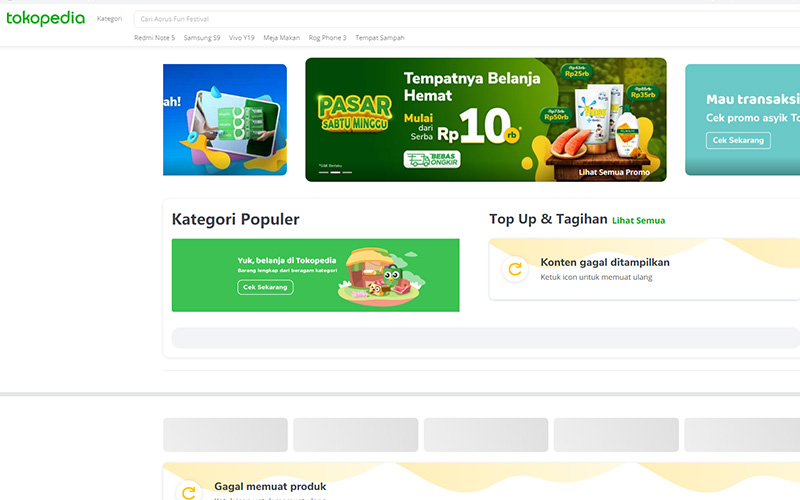 tokopedia
Kategori
Cari Aorus Fun Festival
Redmi Note 5 Samsung S9 Vivo Y19 Meja Makan Rog Phone 3 Tempat Sampah
ah!
PASAR
SABTU MINGGU
*S&K Berlaku
Tempatnya Belanja
Hemat
Mulai
dari
Serba
Rp10rb*
BEBAS
ONGKIR
Rp25rb
Rp35rb
Rp50rb
Lihat Semua Promo
Mau transaksi
Cek promo asyik To
Cek Sekarang
Kategori Populer
Yuk, belanja di Tokopedia
Barang lengkap dari beragam kategori
Cek Sekarang
Top Up & Tagihan Lihat Semua
Konten gagal ditampilkan
Ketuk icon untuk memuat ulang
Gagal memuat produk